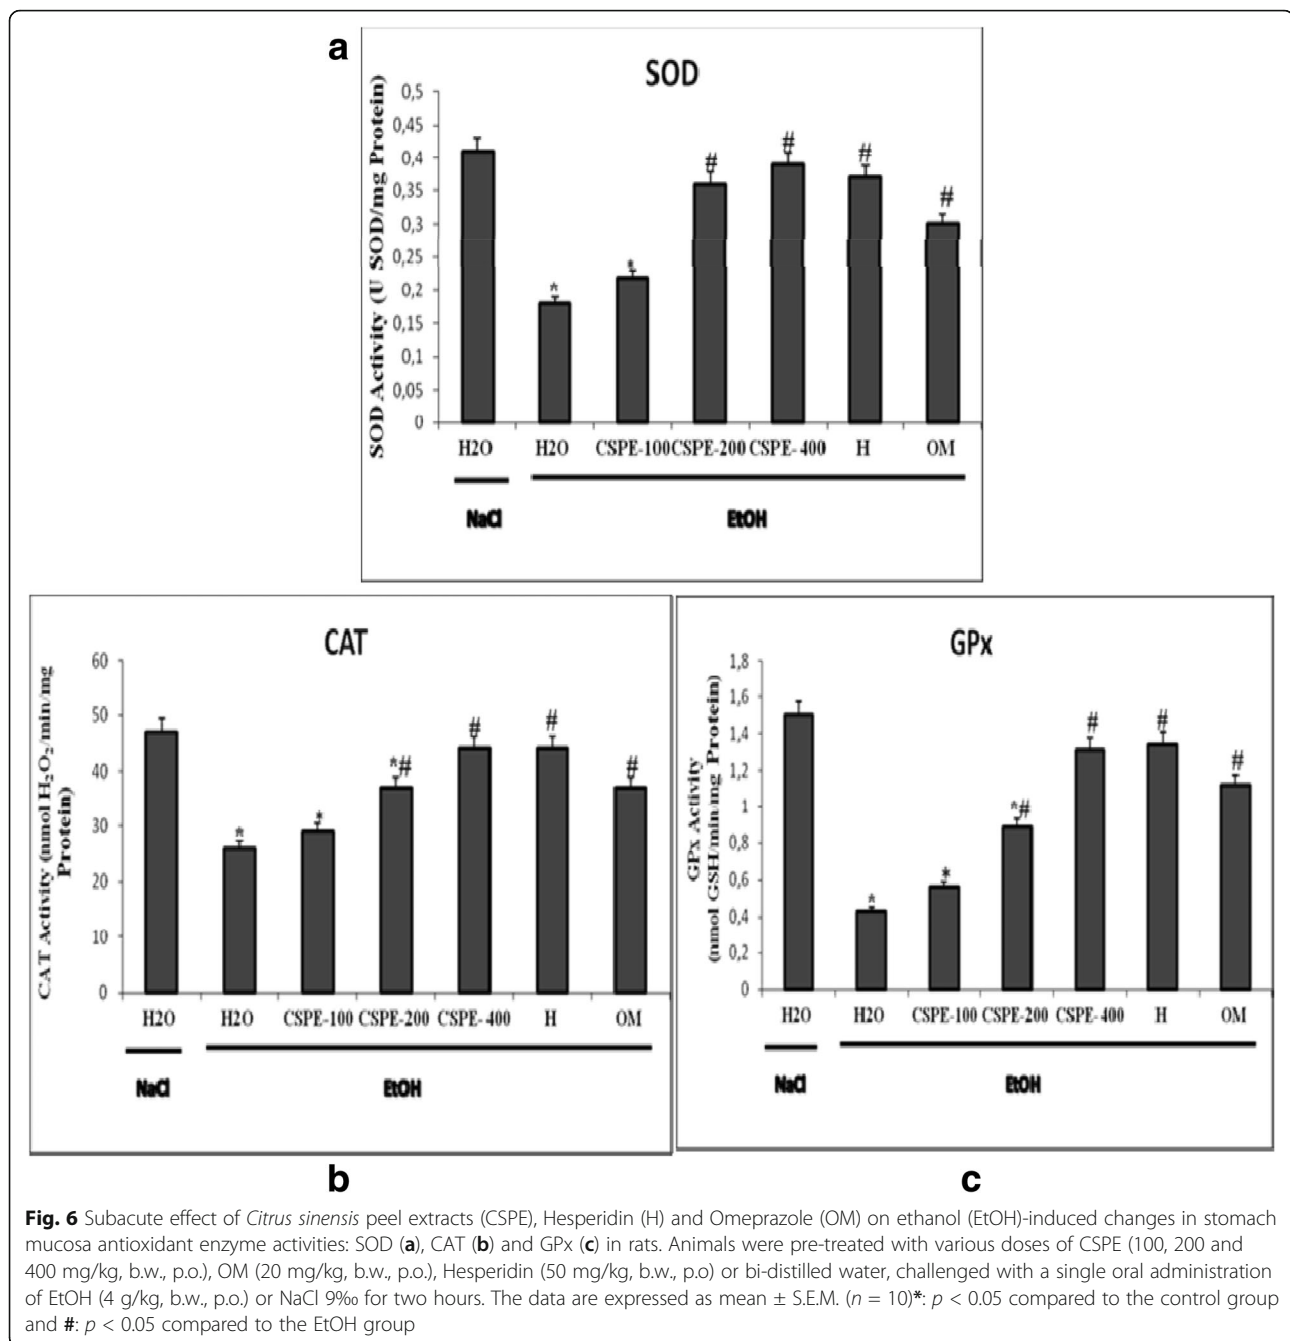 a
SOD
SOD Activity (U SOD/mg Protein)
0,5
0,45
0,4
0,35
0,3
0,25
0,2
0,15
0,1
0,05
0
*
*
#
#
#
#
H2O H2O CSPE-100 CSPE-200 CSPE- 400 H OM
NaCl EtOH
CAT
CAT Activity (nmol H₂O₂/min/mg
Protein)
60
50
40
30
20
10
0
*
*
*#
#
#
#
H2O H2O CSPE-100 CSPE-200 CSPE- 400 H OM
NaCl EtOH
b
GPx
GPx Activity
(nmol GSH/min/mg Protein)
1,8
1,6
1,4
1,2
1
0,8
0,6
0,4
0,2
0
*
*
*#
#
#
#
H2O H2O CSPE-100 CSPE-200 CSPE- 400 H OM
NaCl EtOH
c
Fig. 6 Subacute effect of Citrus sinensis peel extracts (CSPE), Hesperidin (H) and Omeprazole (OM) on ethanol (EtOH)-induced changes in stomach
mucosa antioxidant enzyme activities: SOD (a), CAT (b) and GPx (c) in rats. Animals were pre-treated with various doses of CSPE (100, 200 and
400 mg/kg, b.w., p.o.), OM (20 mg/kg, b.w., p.o.), Hesperidin (50 mg/kg, b.w., p.o) or bi-distilled water, challenged with a single oral administration
of EtOH (4 g/kg, b.w., p.o.) or NaCl 9‰ for two hours. The data are expressed as mean ± S.E.M. (n = 10)*: p < 0.05 compared to the control group
and #: p < 0.05 compared to the EtOH group